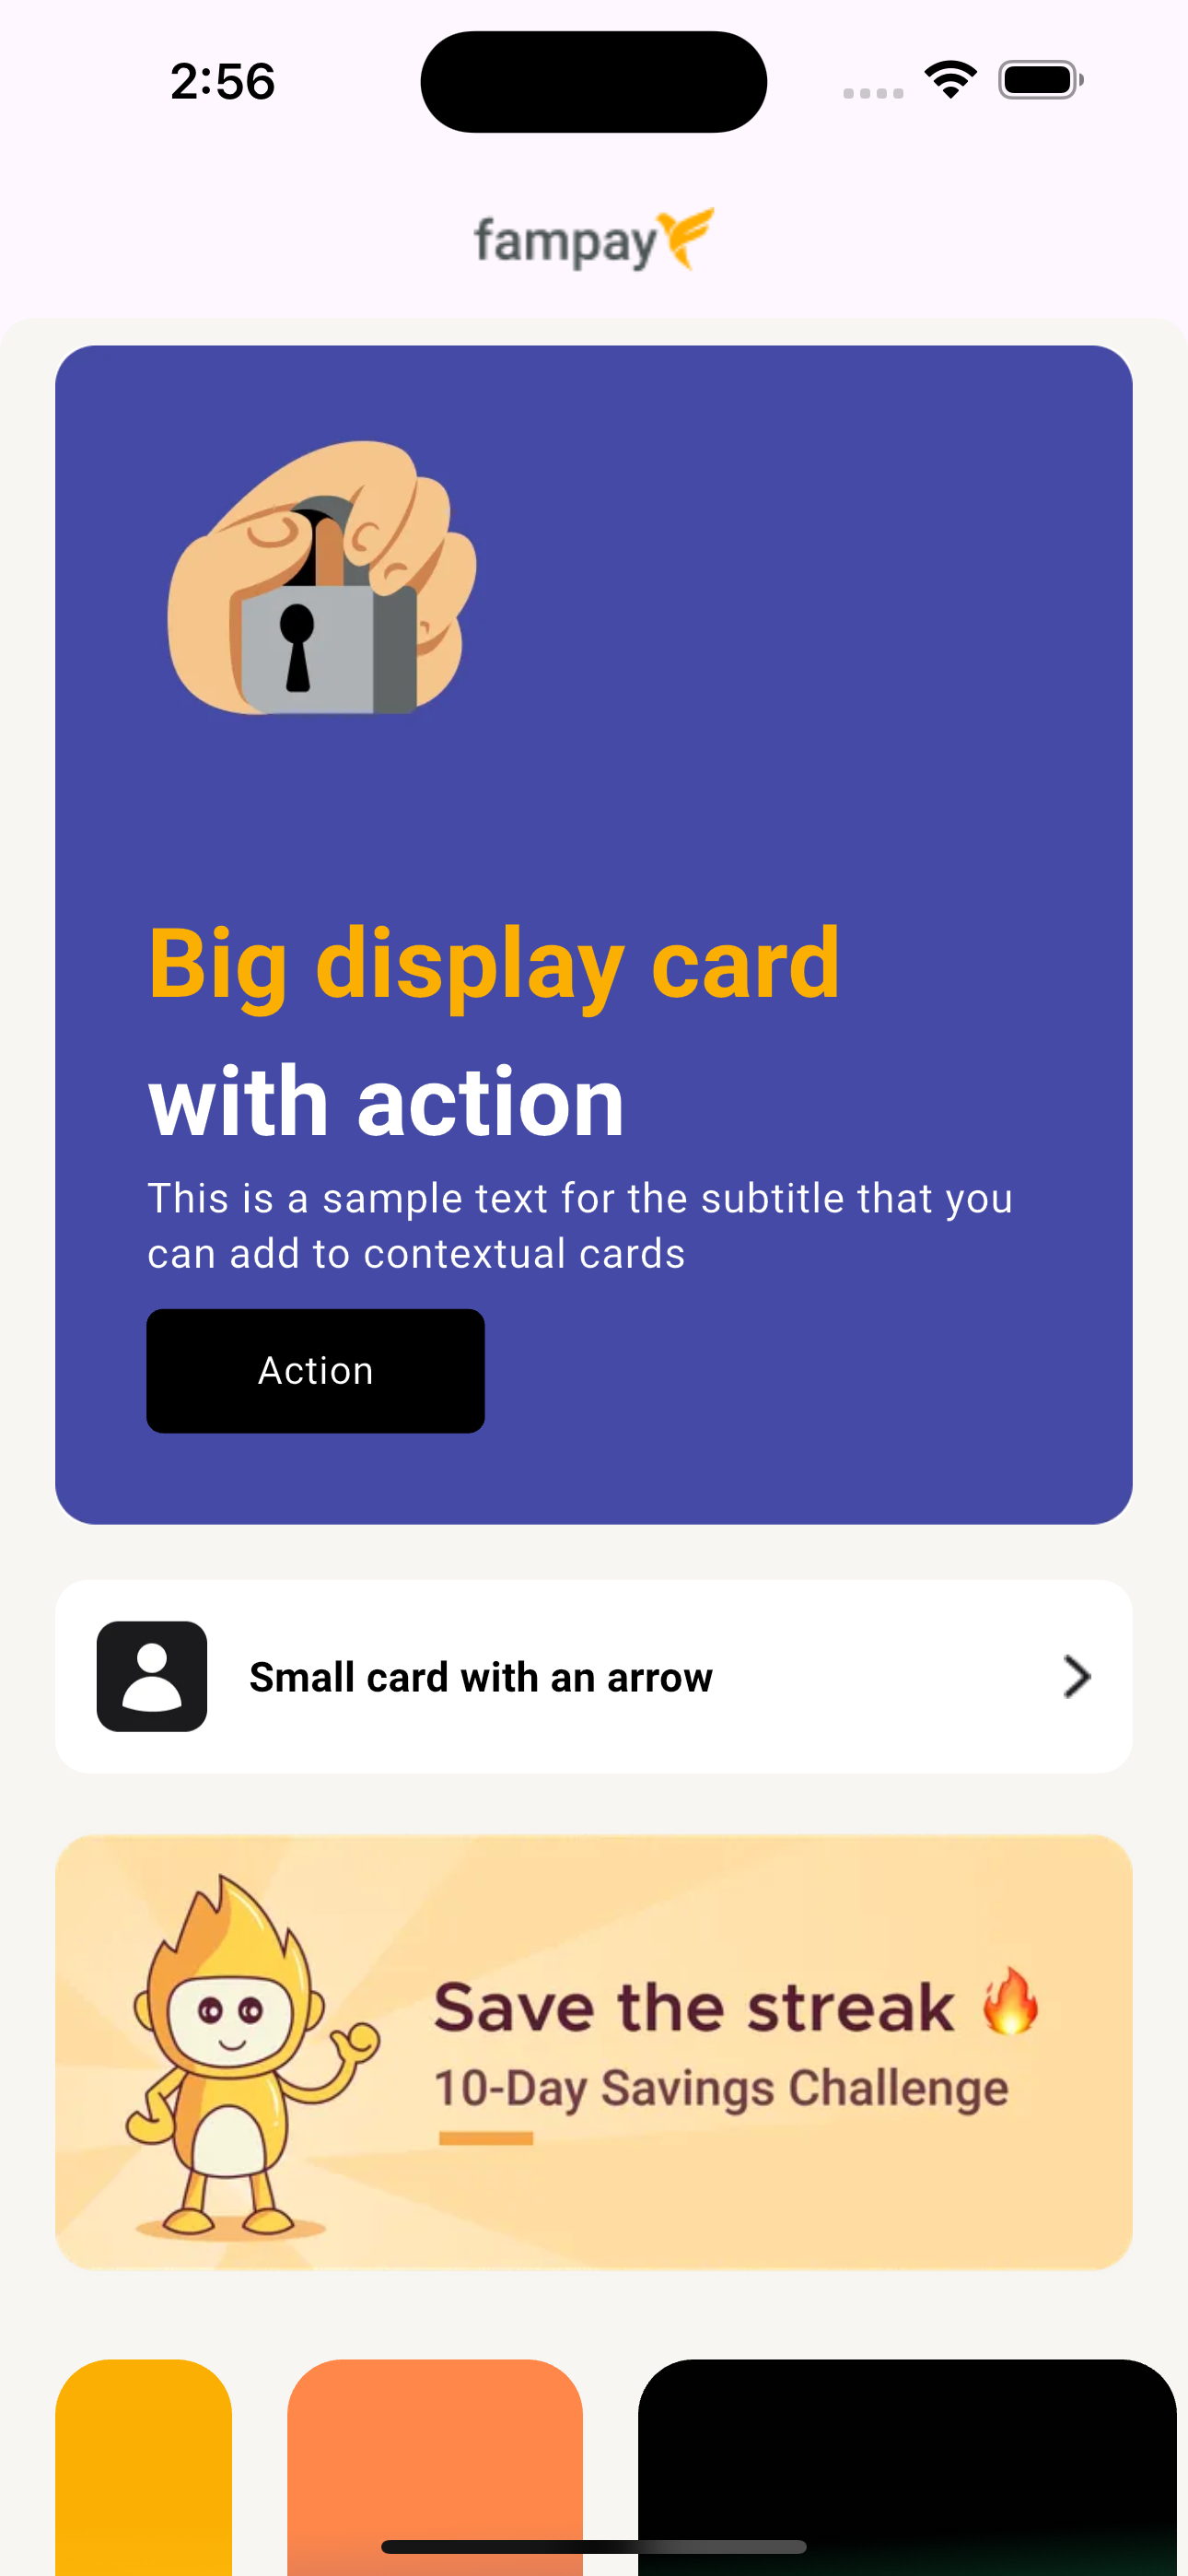 2:56
fampay
Big display card
with action
This is a sample text for the subtitle that you
can add to contextual cards
Action
Small card with an arrow
Save the streak 🔥
10-Day Savings Challenge